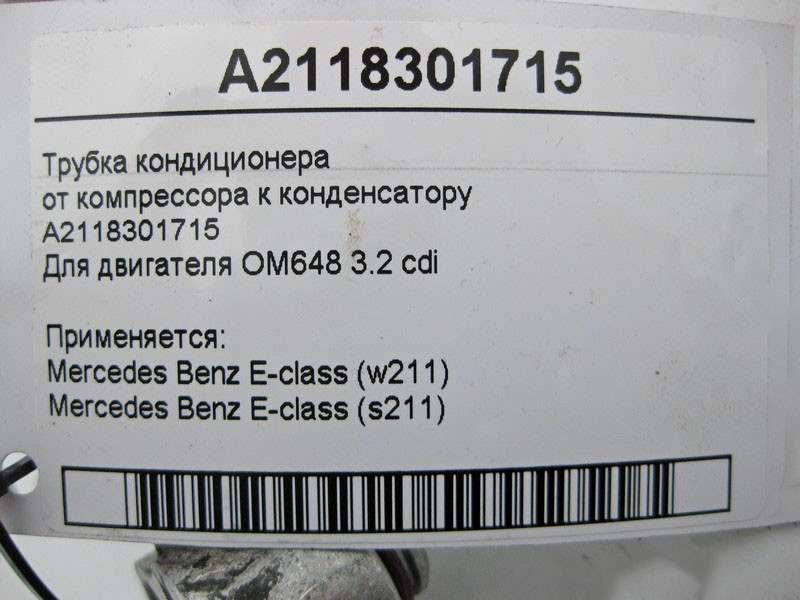 A2118301715
Трубка кондиционера
от компрессора к конденсатору
A2118301715
Для двигателя OM648 3.2 cdi
Применяется:
Mercedes Benz E-class (w211)
Mercedes Benz E-class (s211)